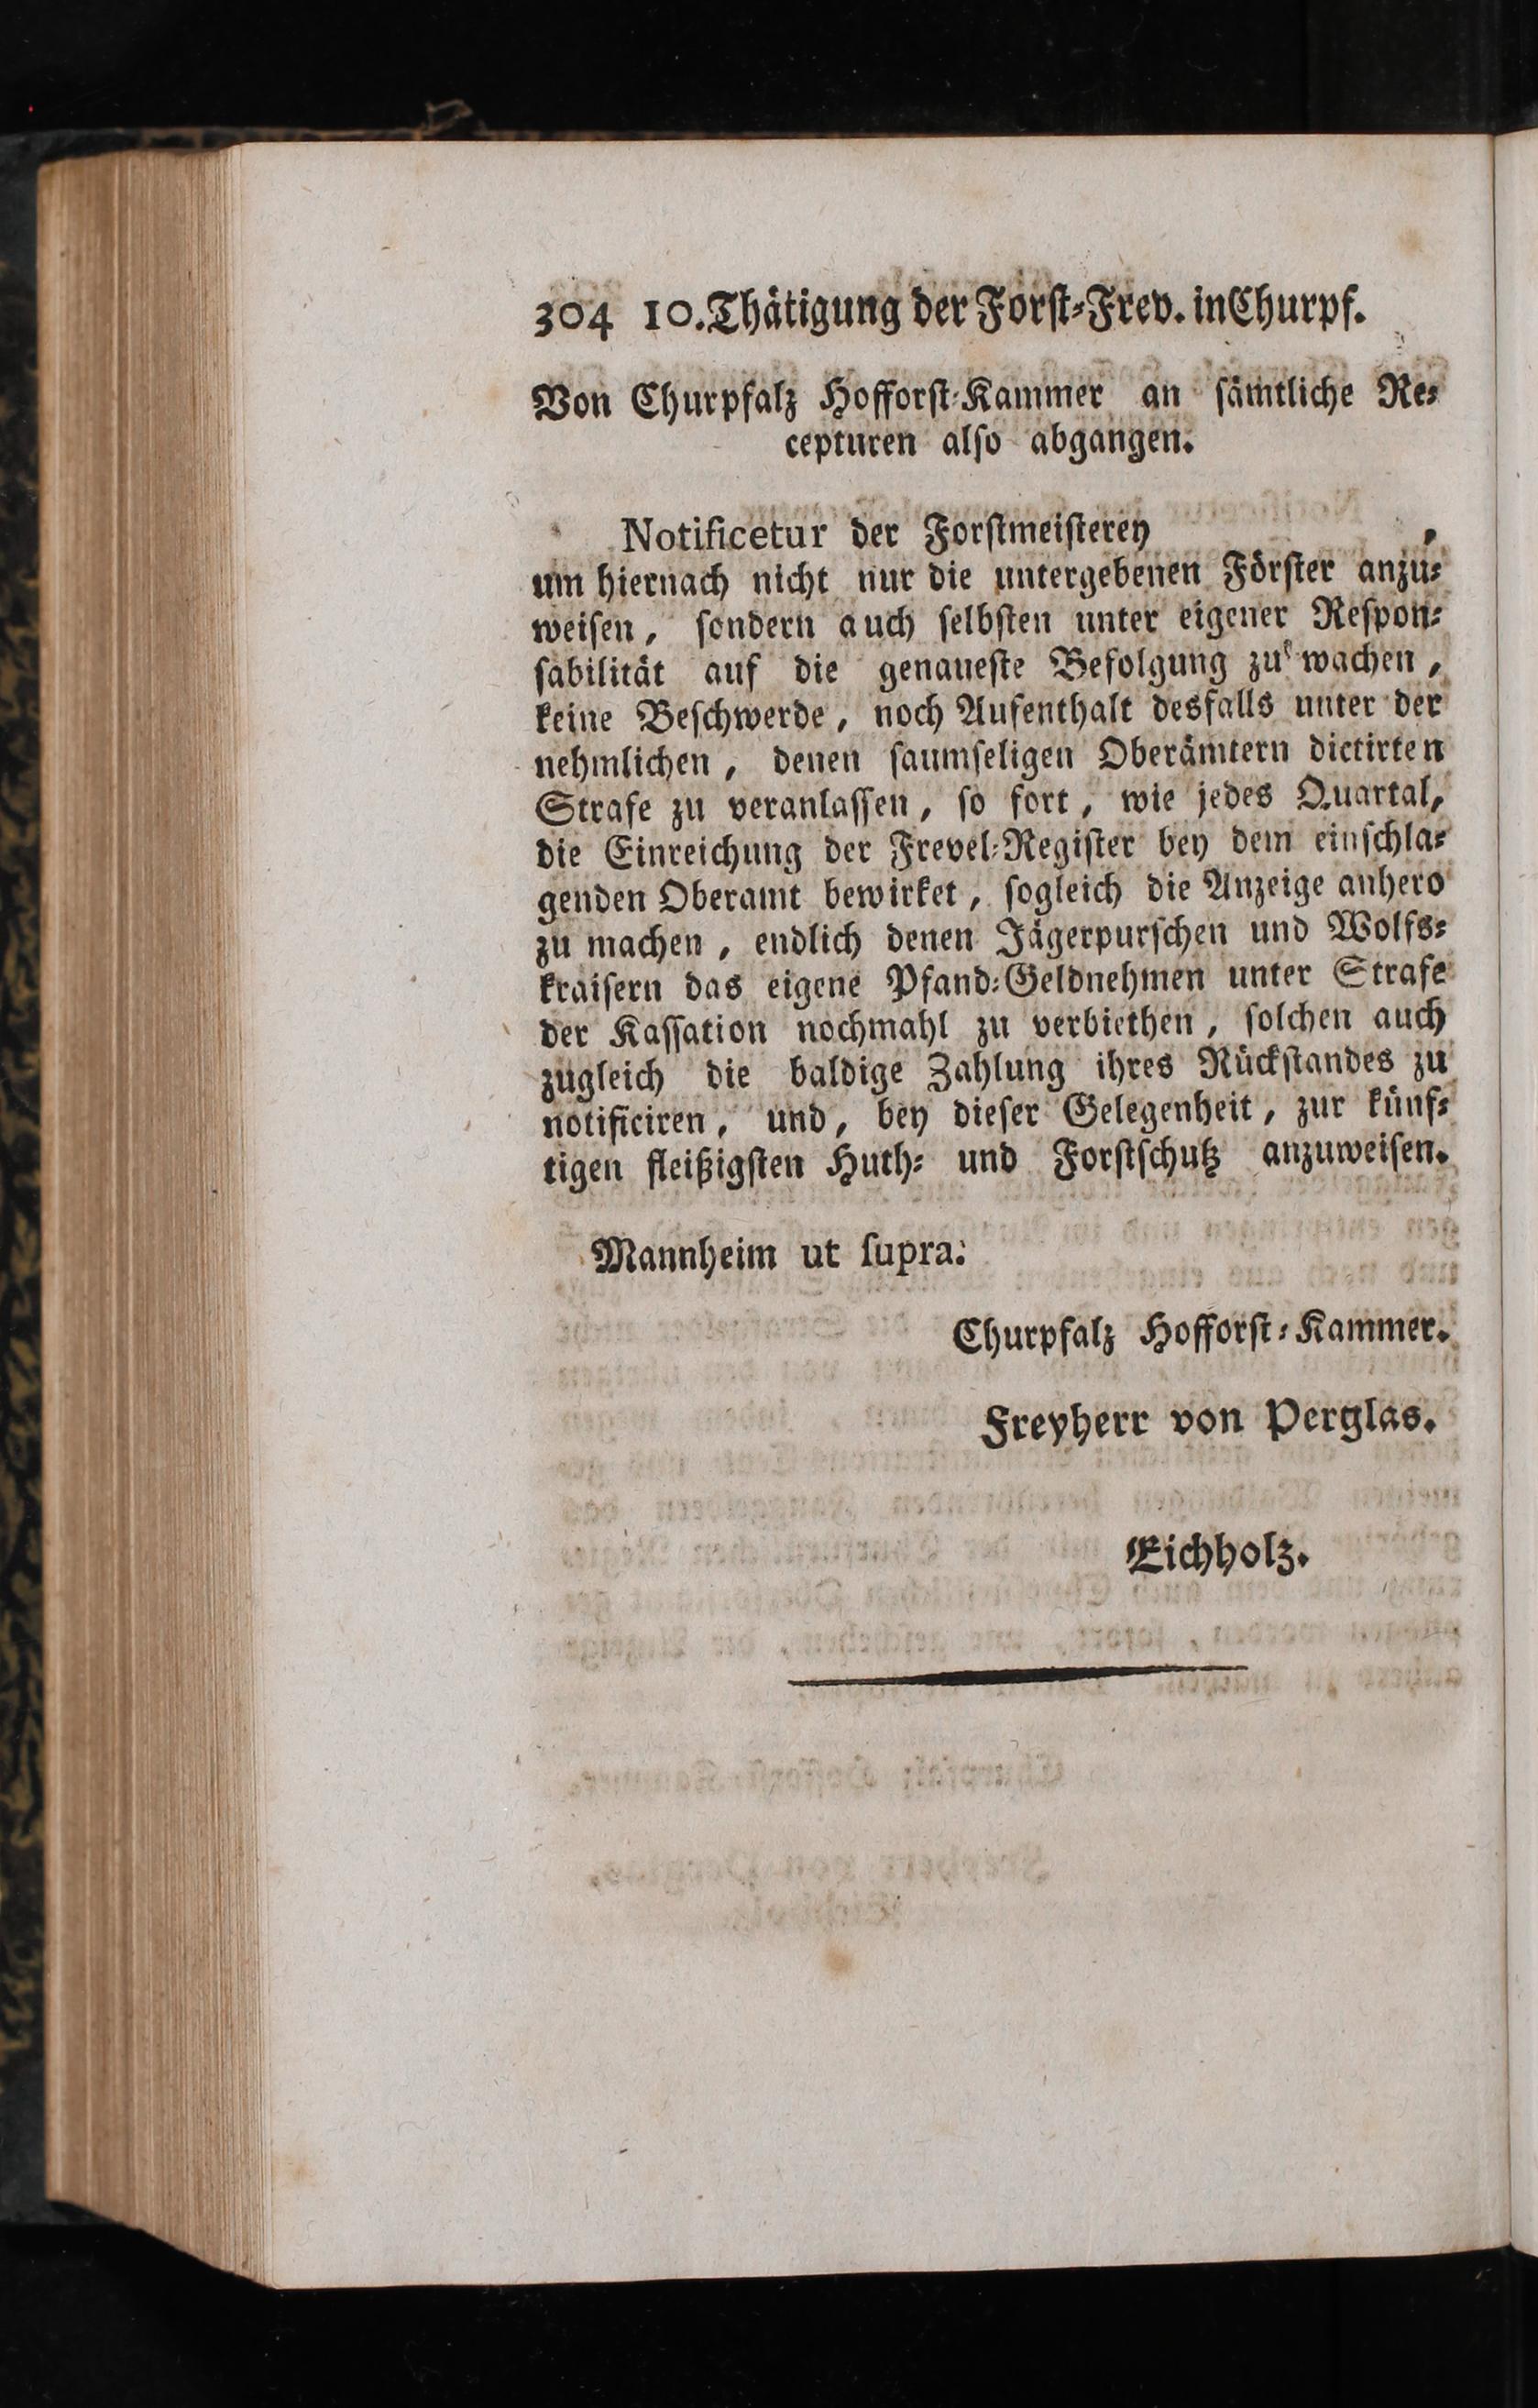 304 10. Thätigung der Forſt-Frev. in Churpf.
Von Churpfalz Hofforſt-Kammer an ſämtliche Re-
cepturen alſo abgangen.
Notificetur der Forſtmeiſterey ,
um hiernach nicht nur die untergebenen Förſter anzu-
weiſen, ſondern auch ſelbſten unter eigener Reſpon-
ſabilität auf die genaueſte Befolgung zu wachen,
keine Beſchwerde, noch Aufenthalt desfalls unter der
nehmlichen, denen ſaumſeligen Oberämtern dictirten
Strafe zu veranlaſſen, ſo fort, wie jedes Quartal,
die Einreichung der Frevel-Regiſter bey dem einſchla-
genden Oberamt bewirket, ſogleich die Anzeige anhero
zu machen, endlich denen Jägerpurſchen und Wolfs-
kraiſern das eigene Pfand-Geldnehmen unter Strafe
der Kaſſation nochmahl zu verbiethen, ſolchen auch
zugleich die baldige Zahlung ihres Rückſtandes zu
notificiren, und, bey dieſer Gelegenheit, zur künf-
tigen fleißigſten Huth- und Forſtſchutz anzuweiſen.
Mannheim ut ſupra.
Churpfalz Hofforſt-Kammer.
Freyherr von Perglas.
Eichholz.